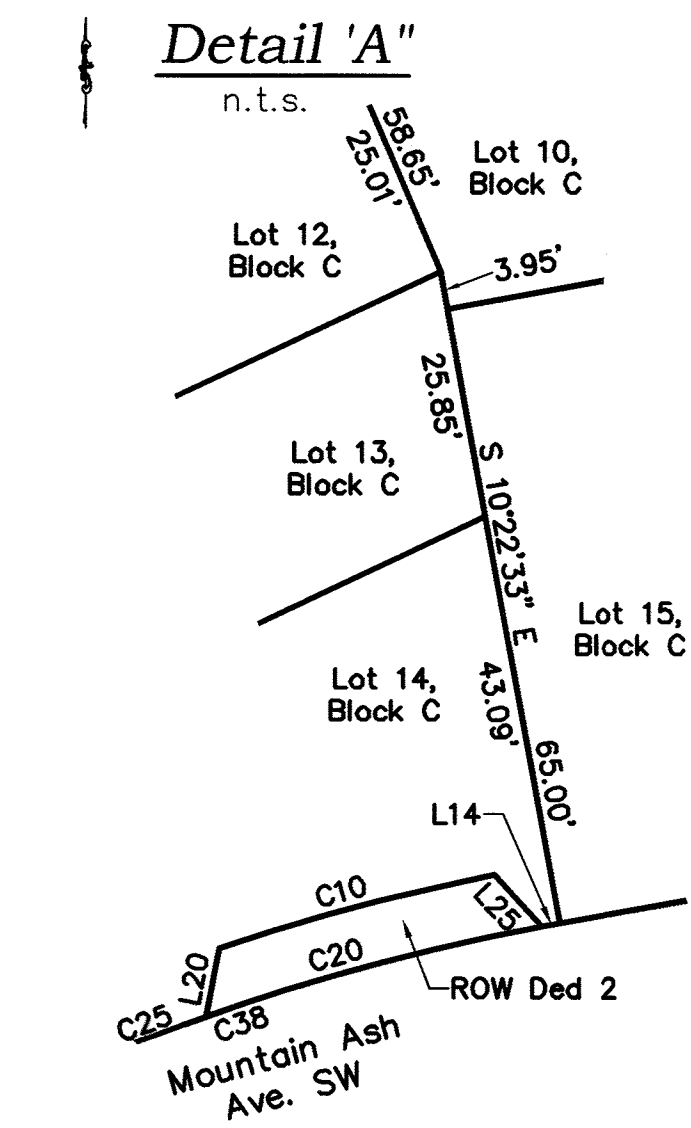 Detail 'A"
n.t.s.
58.65'
25.01'
Lot 10,
Block C
Lot 12,
Block C
3.95'
25.85'
Lot 13,
Block C
S 10°22'33" E
Lot 15,
Block C
Lot 14,
Block C
43.09'
65.00'
L14
C10
L25
L20
C20
ROW Ded 2
C25
C38
Mountain Ash
Ave. SW